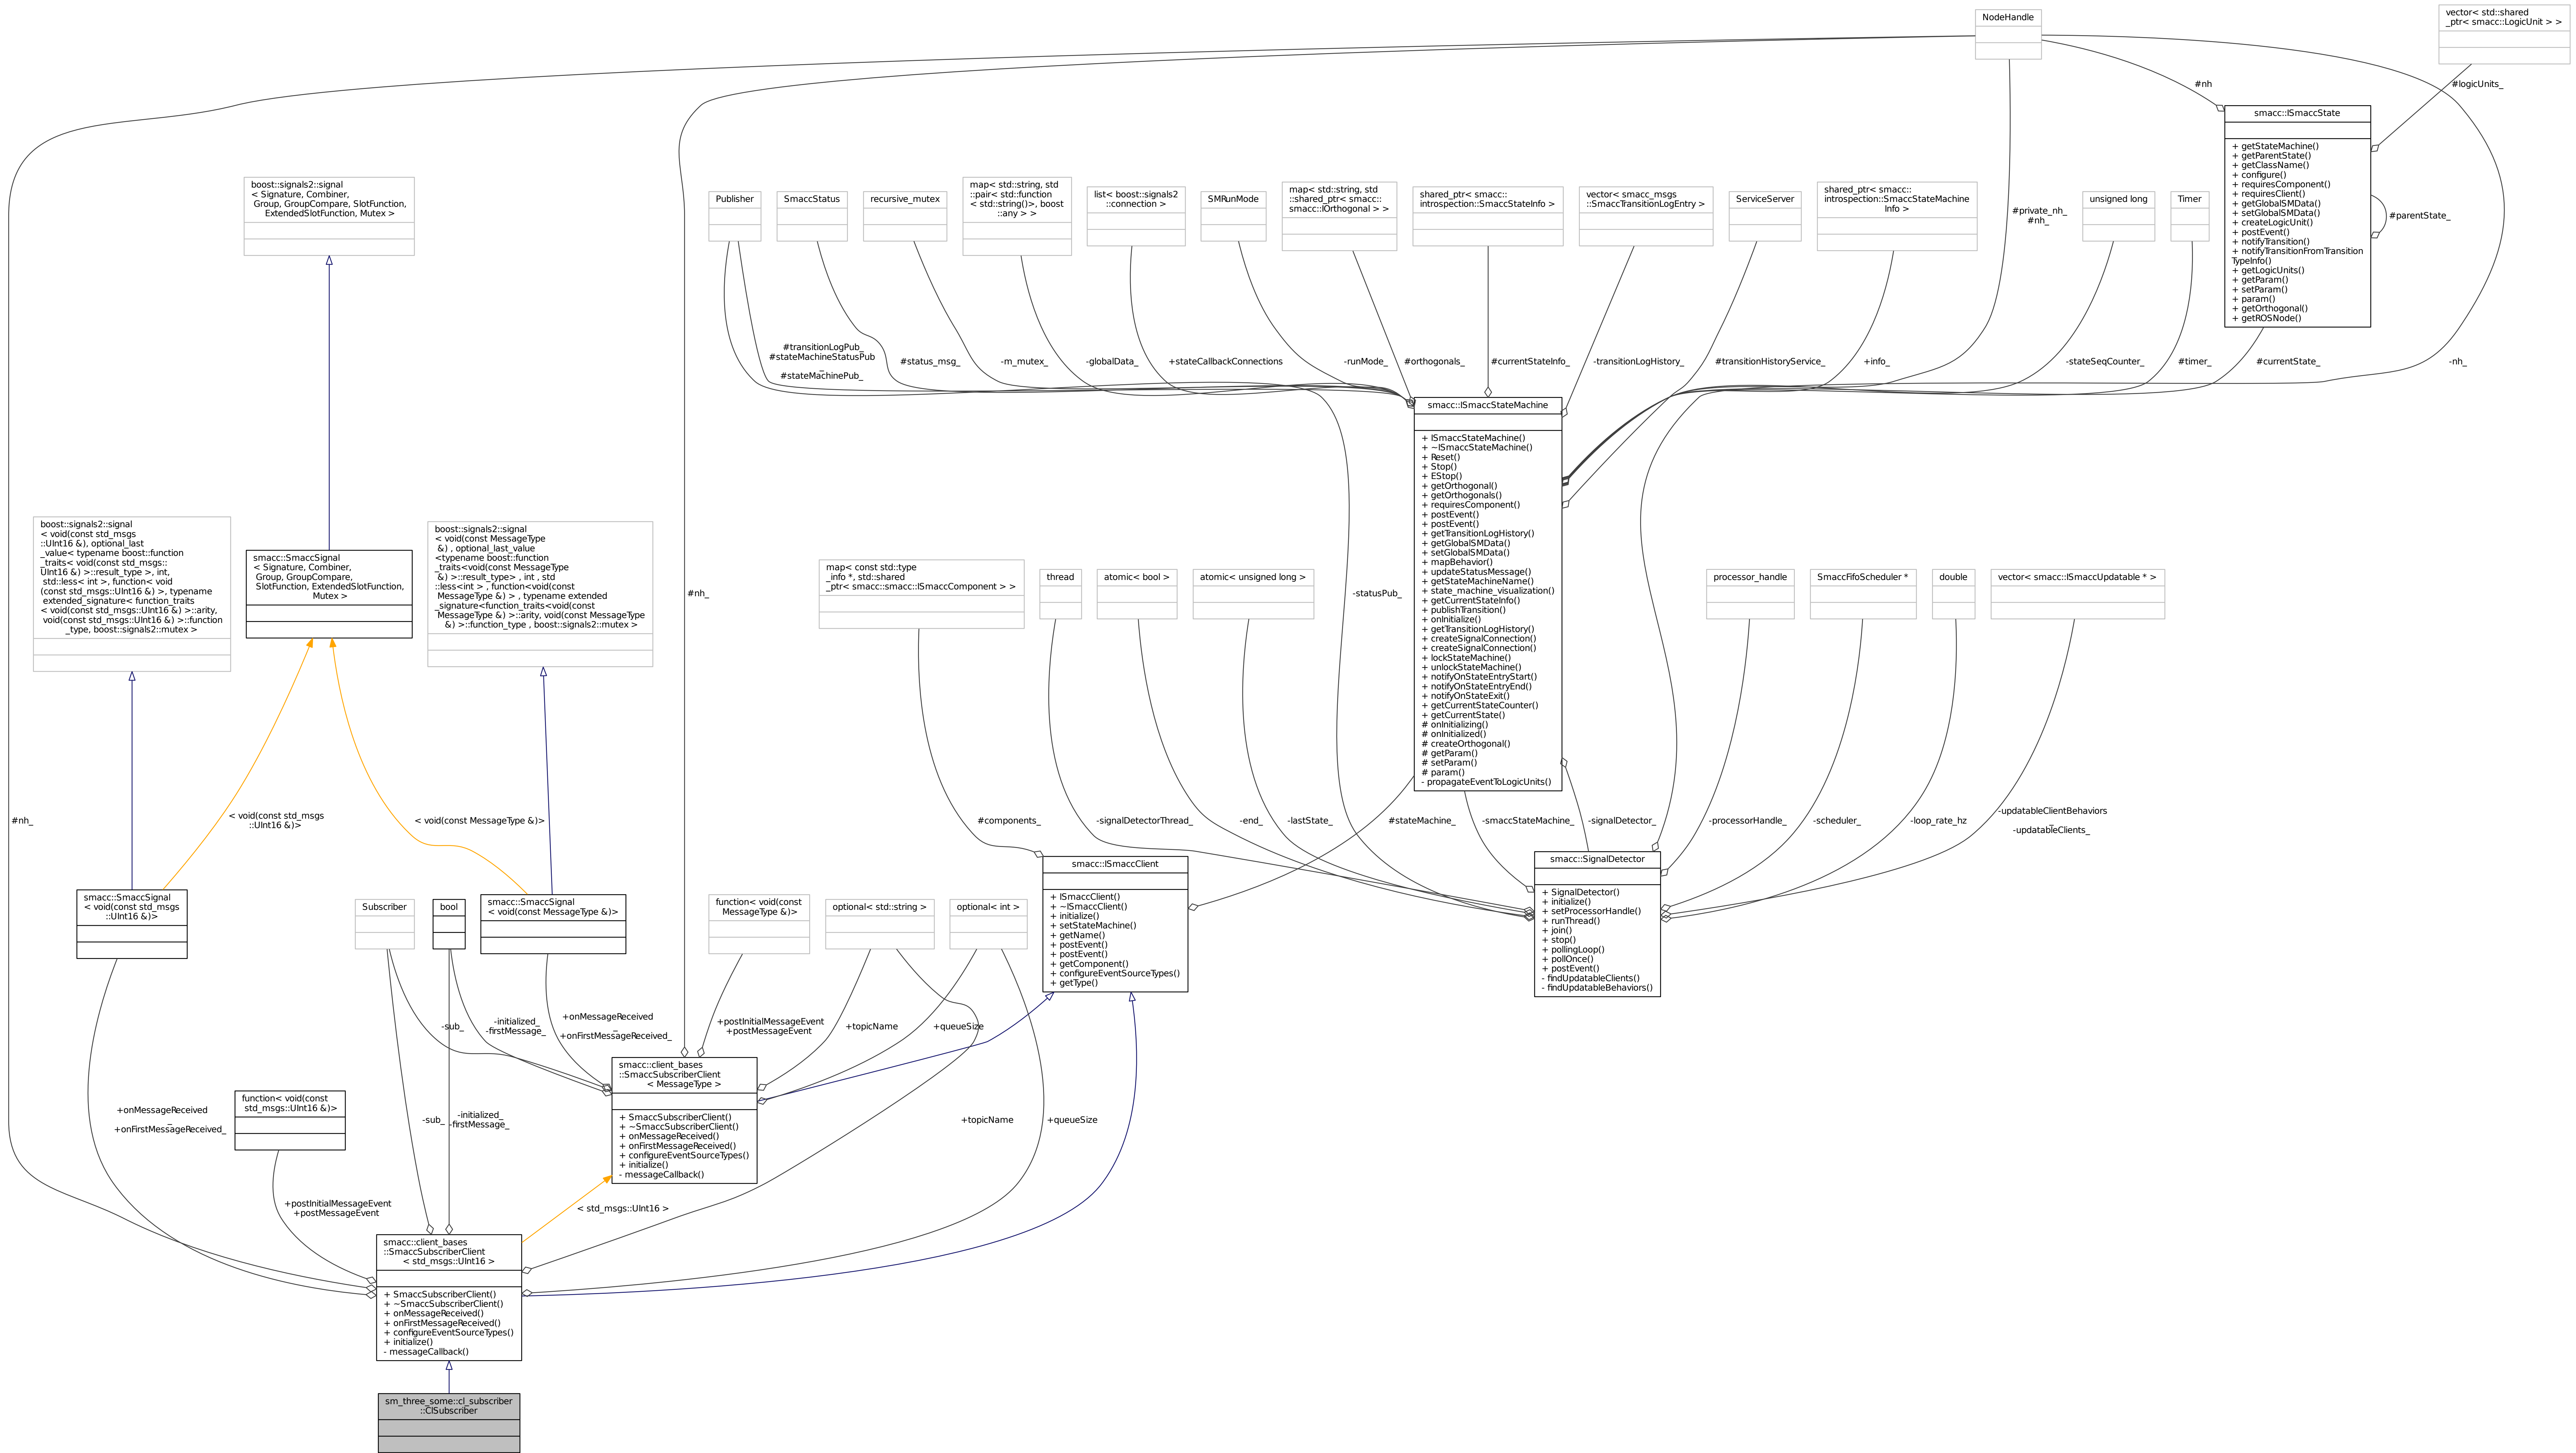 NodeHandle
vector< std::shared
_ptr< smacc::LogicUnit > >
#nh
#logicUnits_
smacc::ISmaccState
+ getStateMachine()
+ getParentState()
+ getClassName()
+ configure()
+ requiresComponent()
+ requiresClient()
+ getGlobalSMData()
+ setGlobalSMData()
+ createLogicUnit()
+ postEvent()
+ notifyTransition()
+ notifyTransitionFromTransition
TypeInfo()
+ getLogicUnits()
+ getParam()
+ setParam()
+ param()
+ getOrthogonal()
+ getROSNode()
#parentState_
boost::signals2::signal
< Signature, Combiner,
Group, GroupCompare, SlotFunction,
ExtendedSlotFunction, Mutex >
Publisher
SmaccStatus
recursive_mutex
map< std::string, std
::pair< std::function
< std::string()>, boost
::any > >
list< boost::signals2
::connection >
SMRunMode
map< std::string, std
::shared_ptr< smacc::
smacc::IOrthogonal > >
shared_ptr< smacc::
introspection::SmaccStateInfo >
vector< smacc_msgs
::SmaccTransitionLogEntry >
ServiceServer
shared_ptr< smacc::
introspection::SmaccStateMachine
Info >
#private_nh_
#nh_
unsigned long
Timer
#transitionLogPub_
#stateMachineStatusPub
_
#stateMachinePub_
#status_msg_
-m_mutex_
-globalData_
+stateCallbackConnections
-runMode_
#orthogonals_
#currentStateInfo_
-transitionLogHistory_
#transitionHistoryService_
+info_
-stateSeqCounter_
#timer_
#currentState_
-nh_
smacc::ISmaccStateMachine
+ ISmaccStateMachine()
+ ~ISmaccStateMachine()
+ Reset()
+ Stop()
+ EStop()
+ getOrthogonal()
+ getOrthogonals()
+ requiresComponent()
+ postEvent()
+ postEvent()
+ getTransitionLogHistory()
+ getGlobalSMData()
+ setGlobalSMData()
+ mapBehavior()
+ updateStatusMessage()
+ getStateMachineName()
+ state_machine_visualization()
+ getCurrentStateInfo()
+ publishTransition()
+ onInitialize()
+ getTransitionLogHistory()
+ createSignalConnection()
+ createSignalConnection()
+ lockStateMachine()
+ unlockStateMachine()
+ notifyOnStateEntryStart()
+ notifyOnStateEntryEnd()
+ notifyOnStateExit()
+ getCurrentStateCounter()
+ getCurrentState()
# onInitializing()
# onInitialized()
# createOrthogonal()
# getParam()
# setParam()
# param()
- propagateEventToLogicUnits()
boost::signals2::signal
< void(const std_msgs
::UInt16 &), optional_last
_value< typename boost::function
_traits< void(const std_msgs::
UInt16 &) >::result_type >, int,
std::less< int >, function< void
(const std_msgs::UInt16 &) >, typename
extended_signature< function_traits
< void(const std_msgs::UInt16 &) >::arity,
void(const std_msgs::UInt16 &) >::function
_type, boost::signals2::mutex >
smacc::SmaccSignal
< Signature, Combiner,
Group, GroupCompare,
SlotFunction, ExtendedSlotFunction,
Mutex >
boost::signals2::signal
< void(const MessageType
&) , optional_last_value
<typename boost::function
_traits<void(const MessageType
&) >::result_type> , int , std
::less<int > , function<void(const
MessageType &) > , typename extended
_signature<function_traits<void(const
MessageType &) >::arity, void(const MessageType
&) >::function_type , boost::signals2::mutex >
#nh_
-statusPub_
map< const std::type
_info *, std::shared
_ptr< smacc::smacc::ISmaccComponent > >
thread
atomic< bool >
atomic< unsigned long >
processor_handle
SmaccFifoScheduler *
double
vector< smacc::ISmaccUpdatable * >
#nh_
< void(const std_msgs
::UInt16 &)>
< void(const MessageType &)>
#components_
-signalDetectorThread_
-end_
-lastState_
#stateMachine_
-smaccStateMachine_
-signalDetector_
-processorHandle_
-scheduler_
-loop_rate_hz
-updatableClientBehaviors
_
-updatableClients_
smacc::SmaccSignal
< void(const std_msgs
::UInt16 &)>
Subscriber
bool
smacc::SmaccSignal
< void(const MessageType &)>
function< void(const
MessageType &)>
optional< std::string >
optional< int >
smacc::ISmaccClient
+ ISmaccClient()
+ ~ISmaccClient()
+ initialize()
+ setStateMachine()
+ getName()
+ postEvent()
+ postEvent()
+ getComponent()
+ configureEventSourceTypes()
+ getType()
smacc::SignalDetector
+ SignalDetector()
+ initialize()
+ setProcessorHandle()
+ runThread()
+ join()
+ stop()
+ pollingLoop()
+ pollOnce()
+ postEvent()
- findUpdatableClients()
- findUpdatableBehaviors()
-sub_
-initialized_
-firstMessage_
+onMessageReceived
_
+onFirstMessageReceived_
+postInitialMessageEvent
+postMessageEvent
+topicName
+queueSize
smacc::client_bases
::SmaccSubscriberClient
< MessageType >
+ SmaccSubscriberClient()
+ ~SmaccSubscriberClient()
+ onMessageReceived()
+ onFirstMessageReceived()
+ configureEventSourceTypes()
+ initialize()
- messageCallback()
+onMessageReceived
_
+onFirstMessageReceived_
function< void(const
std_msgs::UInt16 &)>
-sub_
-initialized_
-firstMessage_
+topicName
+queueSize
+postInitialMessageEvent
+postMessageEvent
< std_msgs::UInt16 >
smacc::client_bases
::SmaccSubscriberClient
< std_msgs::UInt16 >
+ SmaccSubscriberClient()
+ ~SmaccSubscriberClient()
+ onMessageReceived()
+ onFirstMessageReceived()
+ configureEventSourceTypes()
+ initialize()
- messageCallback()
sm_three_some::cl_subscriber
::ClSubscriber